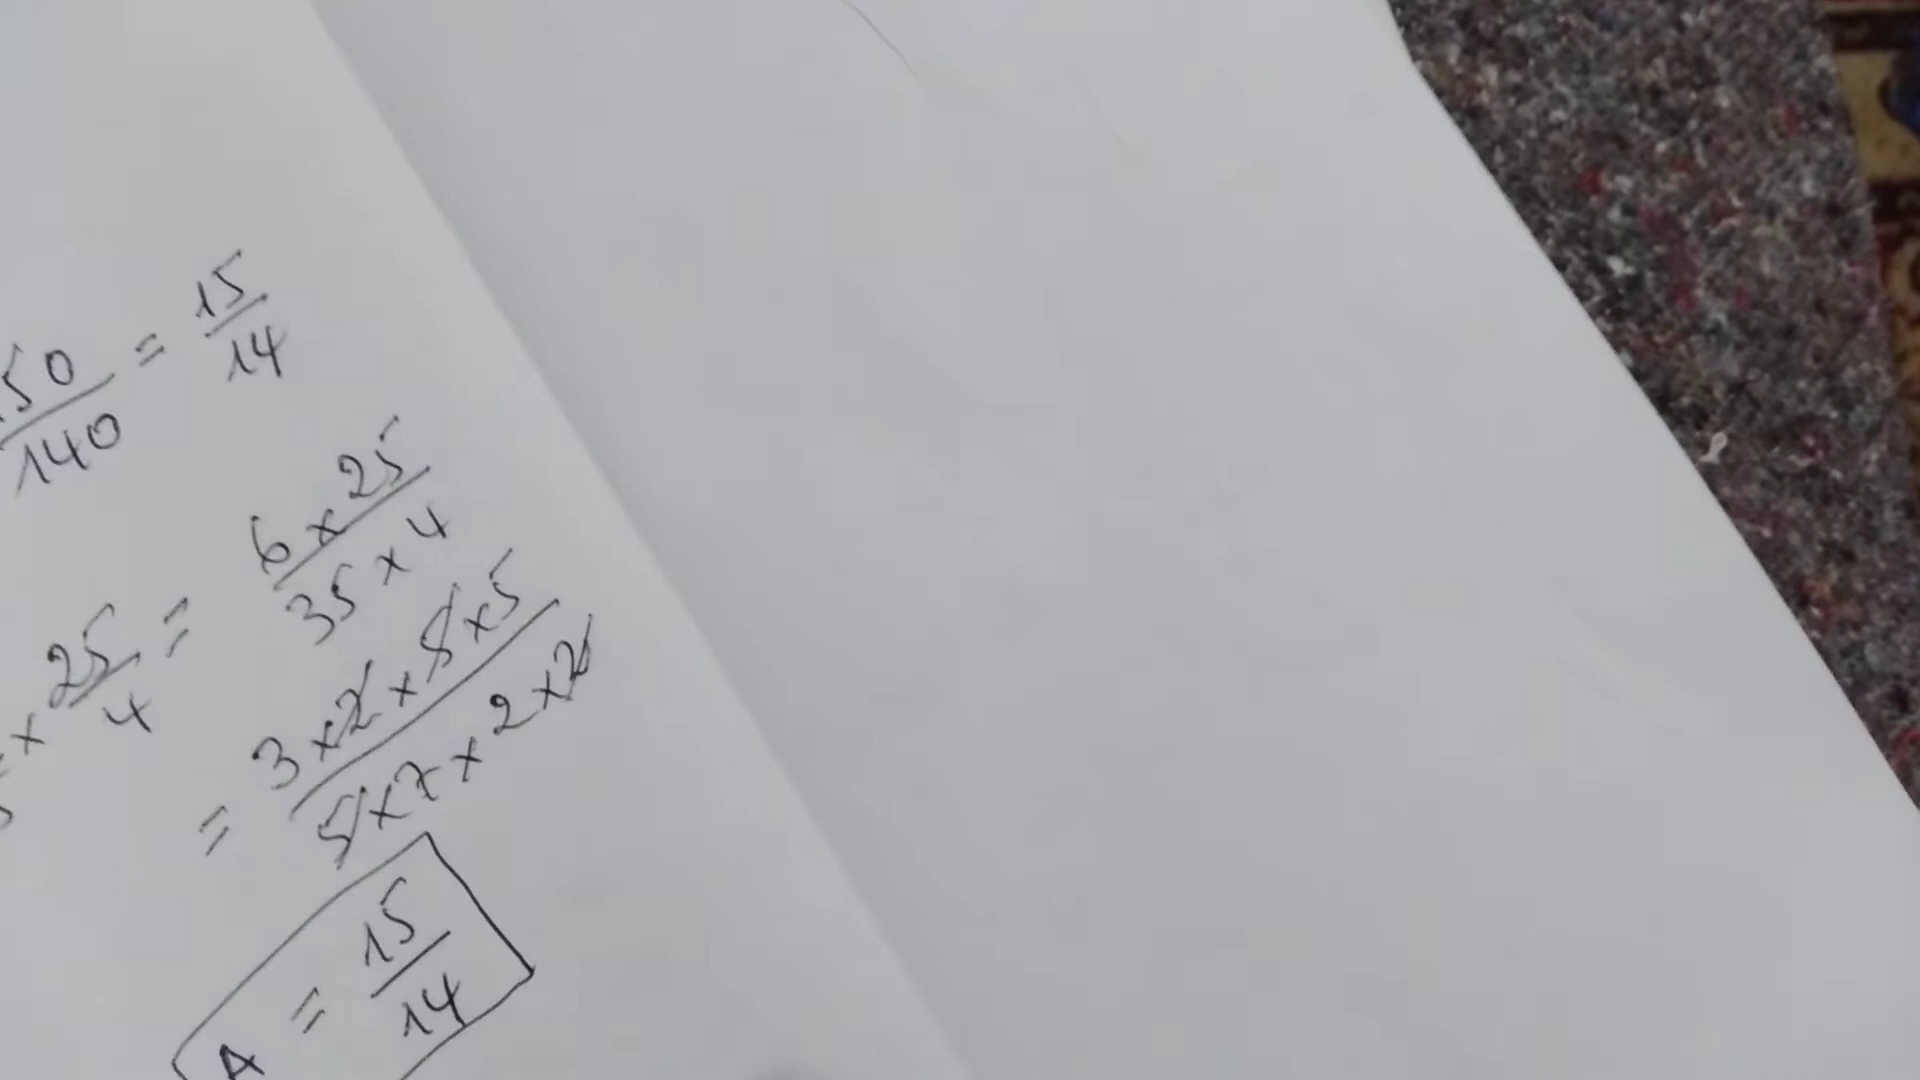 50/140 = 15/14
× 25/4 = 6 × 25/35 × 4
= 3 × 2 × 5 × 5/5 × 7 × 2 × 2
A = 15/14